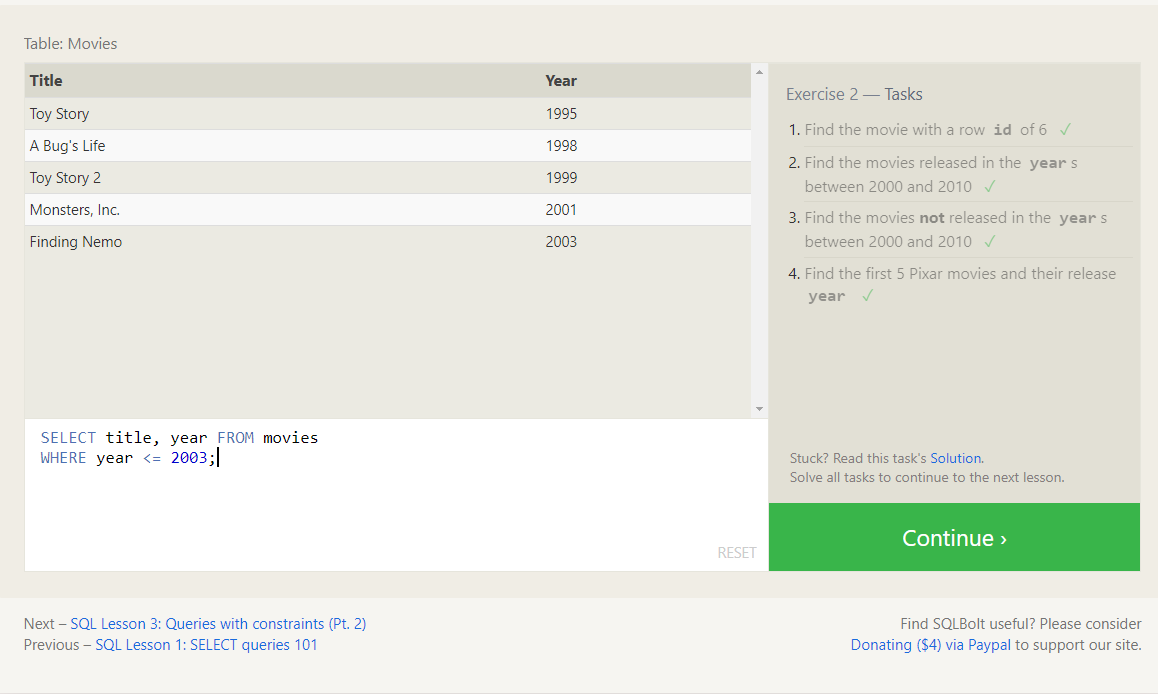 Table: Movies
Title Year
Toy Story 1995
A Bug's Life 1998
Toy Story 2 1999
Monsters, Inc. 2001
Finding Nemo 2003
SELECT title, year FROM movies
WHERE year <= 2003;
RESET
Exercise 2 — Tasks
1. Find the movie with a row id of 6 ✓
2. Find the movies released in the year s
between 2000 and 2010 ✓
3. Find the movies not released in the year s
between 2000 and 2010 ✓
4. Find the first 5 Pixar movies and their release
year ✓
Stuck? Read this task's Solution.
Solve all tasks to continue to the next lesson.
Continue ›
Next – SQL Lesson 3: Queries with constraints (Pt. 2)
Previous – SQL Lesson 1: SELECT queries 101
Find SQLBolt useful? Please consider
Donating ($4) via Paypal to support our site.